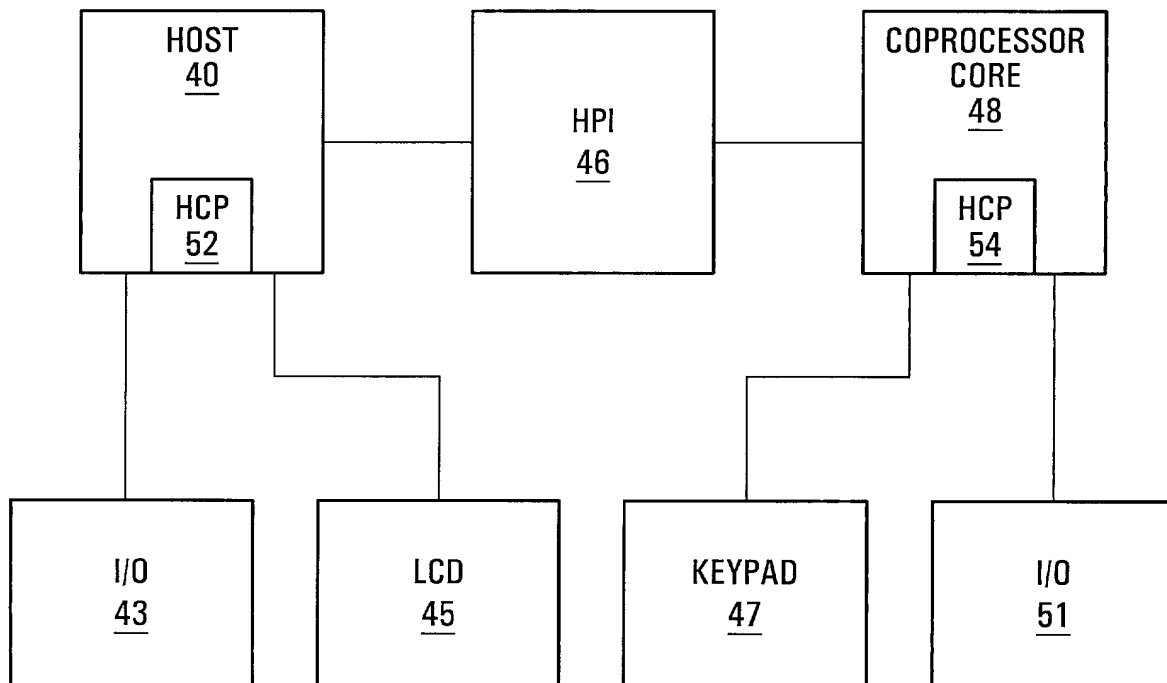 HOST
40
HPI
46
COPROCESSOR
CORE
48
HCP
52
HCP
54
I/O
43
LCD
45
KEYPAD
47
I/O
51